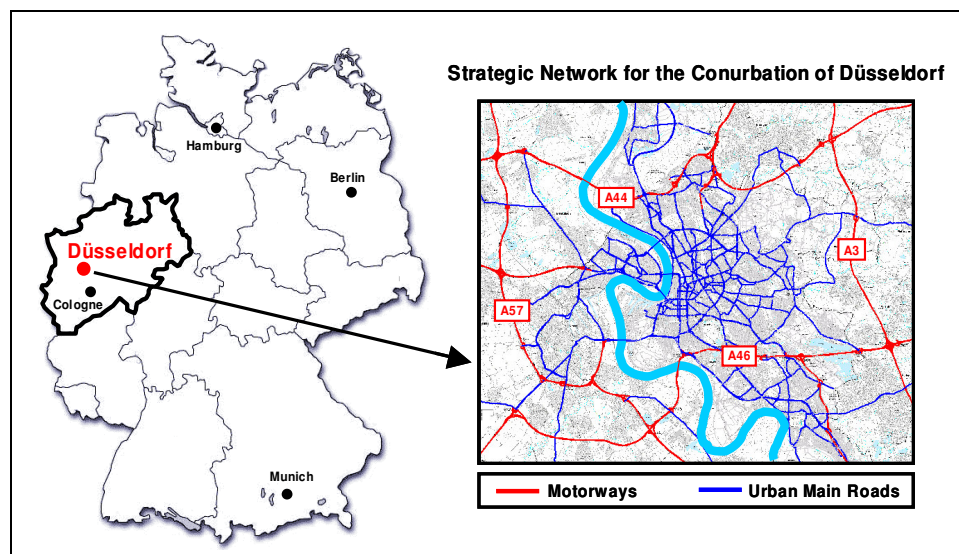 Hamburg
Berlin
Düsseldorf
Cologne
Munich
Strategic Network for the Conurbation of Düsseldorf
A44
A3
A57
A46
Motorways
Urban Main Roads